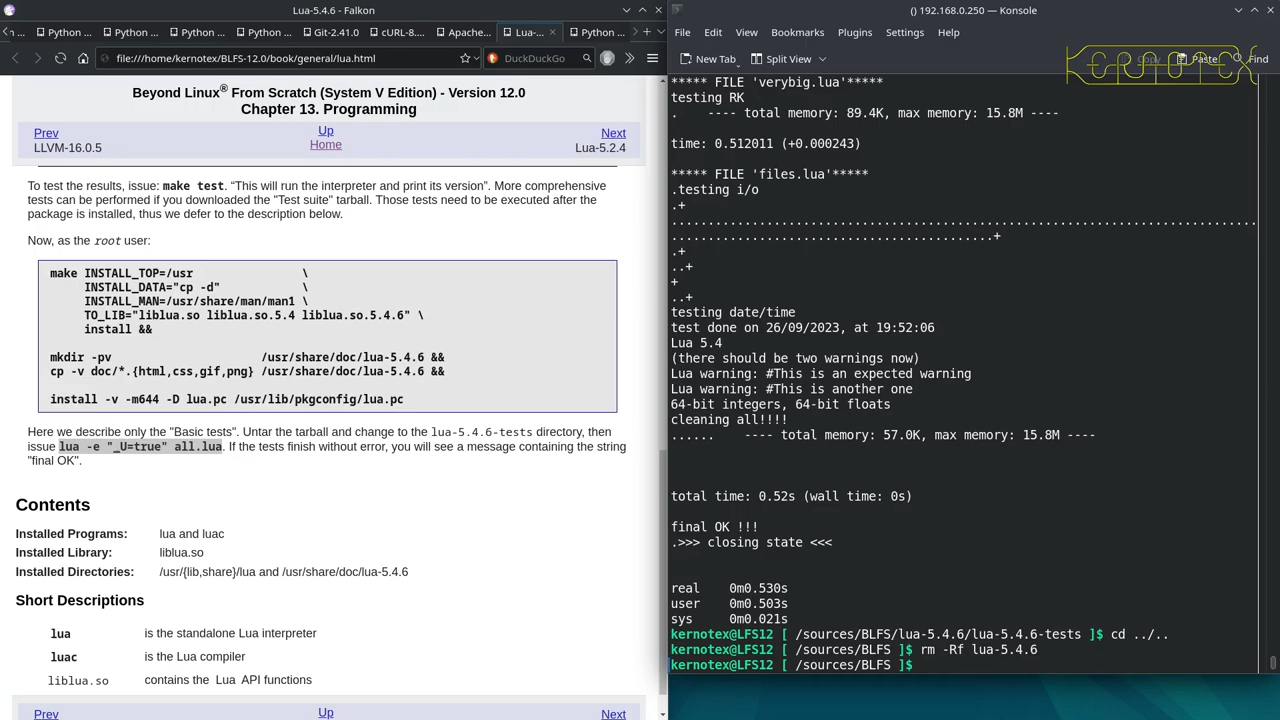 Lua-5.4.6 - Falkon
n ...
Python ...
Python ...
Python ...
Python ...
Git-2.41.0
cURL-8....
Apache...
Lua-...
Python ...
file:///home/kernotex/BLFS-12.0/book/general/lua.html
DuckDuckGo
Beyond Linux® From Scratch (System V Edition) - Version 12.0
Chapter 13. Programming
Prev Up Next
LLVM-16.0.5 Home Lua-5.2.4
To test the results, issue: make test. “This will run the interpreter and print its version”. More comprehensive
tests can be performed if you downloaded the "Test suite" tarball. Those tests need to be executed after the
package is installed, thus we defer to the description below.
Now, as the root user:
make INSTALL_TOP=/usr \
INSTALL_DATA="cp -d" \
INSTALL_MAN=/usr/share/man/man1 \
TO_LIB="liblua.so liblua.so.5.4 liblua.so.5.4.6" \
install &&
mkdir -pv /usr/share/doc/lua-5.4.6 &&
cp -v doc/*.{html,css,gif,png} /usr/share/doc/lua-5.4.6 &&
install -v -m644 -D lua.pc /usr/lib/pkgconfig/lua.pc
Here we describe only the "Basic tests". Untar the tarball and change to the lua-5.4.6-tests directory, then
issue lua -e "_U=true" all.lua. If the tests finish without error, you will see a message containing the string
"final OK".
Contents
Installed Programs: lua and luac
Installed Library: liblua.so
Installed Directories: /usr/{lib,share}/lua and /usr/share/doc/lua-5.4.6
Short Descriptions
lua is the standalone Lua interpreter
luac is the Lua compiler
liblua.so contains the Lua API functions
Prev Up Next
() 192.168.0.250 — Konsole
File Edit View Bookmarks Plugins Settings Help
New Tab Split View Copy Paste Find
KERNOTEX
***** FILE 'verybig.lua'*****
testing RK
. ---- total memory: 89.4K, max memory: 15.8M ----
time: 0.512011 (+0.000243)
***** FILE 'files.lua'*****
.testing i/o
.+
................................................................................
............................................+
.+
..+
+
..+
testing date/time
test done on 26/09/2023, at 19:52:06
Lua 5.4
(there should be two warnings now)
Lua warning: #This is an expected warning
Lua warning: #This is another one
64-bit integers, 64-bit floats
cleaning all!!!!
...... ---- total memory: 57.0K, max memory: 15.8M ----
total time: 0.52s (wall time: 0s)
final OK !!!
.>>> closing state <<<
real 0m0.530s
user 0m0.503s
sys 0m0.021s
kernotex@LFS12 [ /sources/BLFS/lua-5.4.6/lua-5.4.6-tests ]$ cd ../..
kernotex@LFS12 [ /sources/BLFS ]$ rm -Rf lua-5.4.6
kernotex@LFS12 [ /sources/BLFS ]$